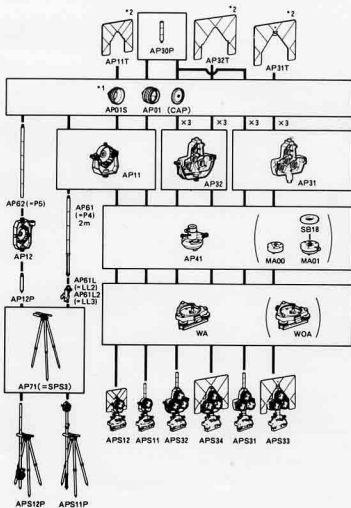 *2
*2
*2
AP11T
AP30P
AP32T
AP31T
*1
AP01S
AP01
(CAP)
×3
×3
×3
×3
AP11
AP32
AP31
AP62(=P5)
AP61
(=P4)
2m
AP12
AP41
SB18
MA00
MA01
AP12P
AP61L
(=LL2)
AP61L2
(=LL3)
WA
WOA
AP71(=SPS3)
APS12
APS11
APS32
APS34
APS31
APS33
APS12P
APS11P